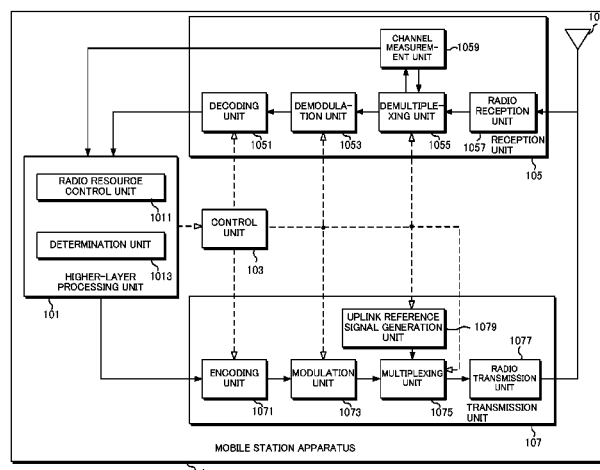 10
CHANNEL
MEASUREM-
ENT UNIT
1059
DECODING
UNIT
1051
DEMODULA-
TION UNIT
1053
DEMULTIPLE-
XING UNIT
1055
RADIO
RECEPTION
UNIT
1057
RECEPTION
UNIT
105
RADIO RESOURCE
CONTROL UNIT
1011
DETERMINATION UNIT
1013
HIGHER-LAYER
PROCESSING UNIT
101
CONTROL
UNIT
103
UPLINK REFERENCE
SIGNAL GENERATION
UNIT
1079
ENCODING
UNIT
1071
MODULATION
UNIT
1073
MULTIPLEXING
UNIT
1075
RADIO
TRANSMISSION
UNIT
1077
TRANSMISSION
UNIT
107
MOBILE STATION APPARATUS